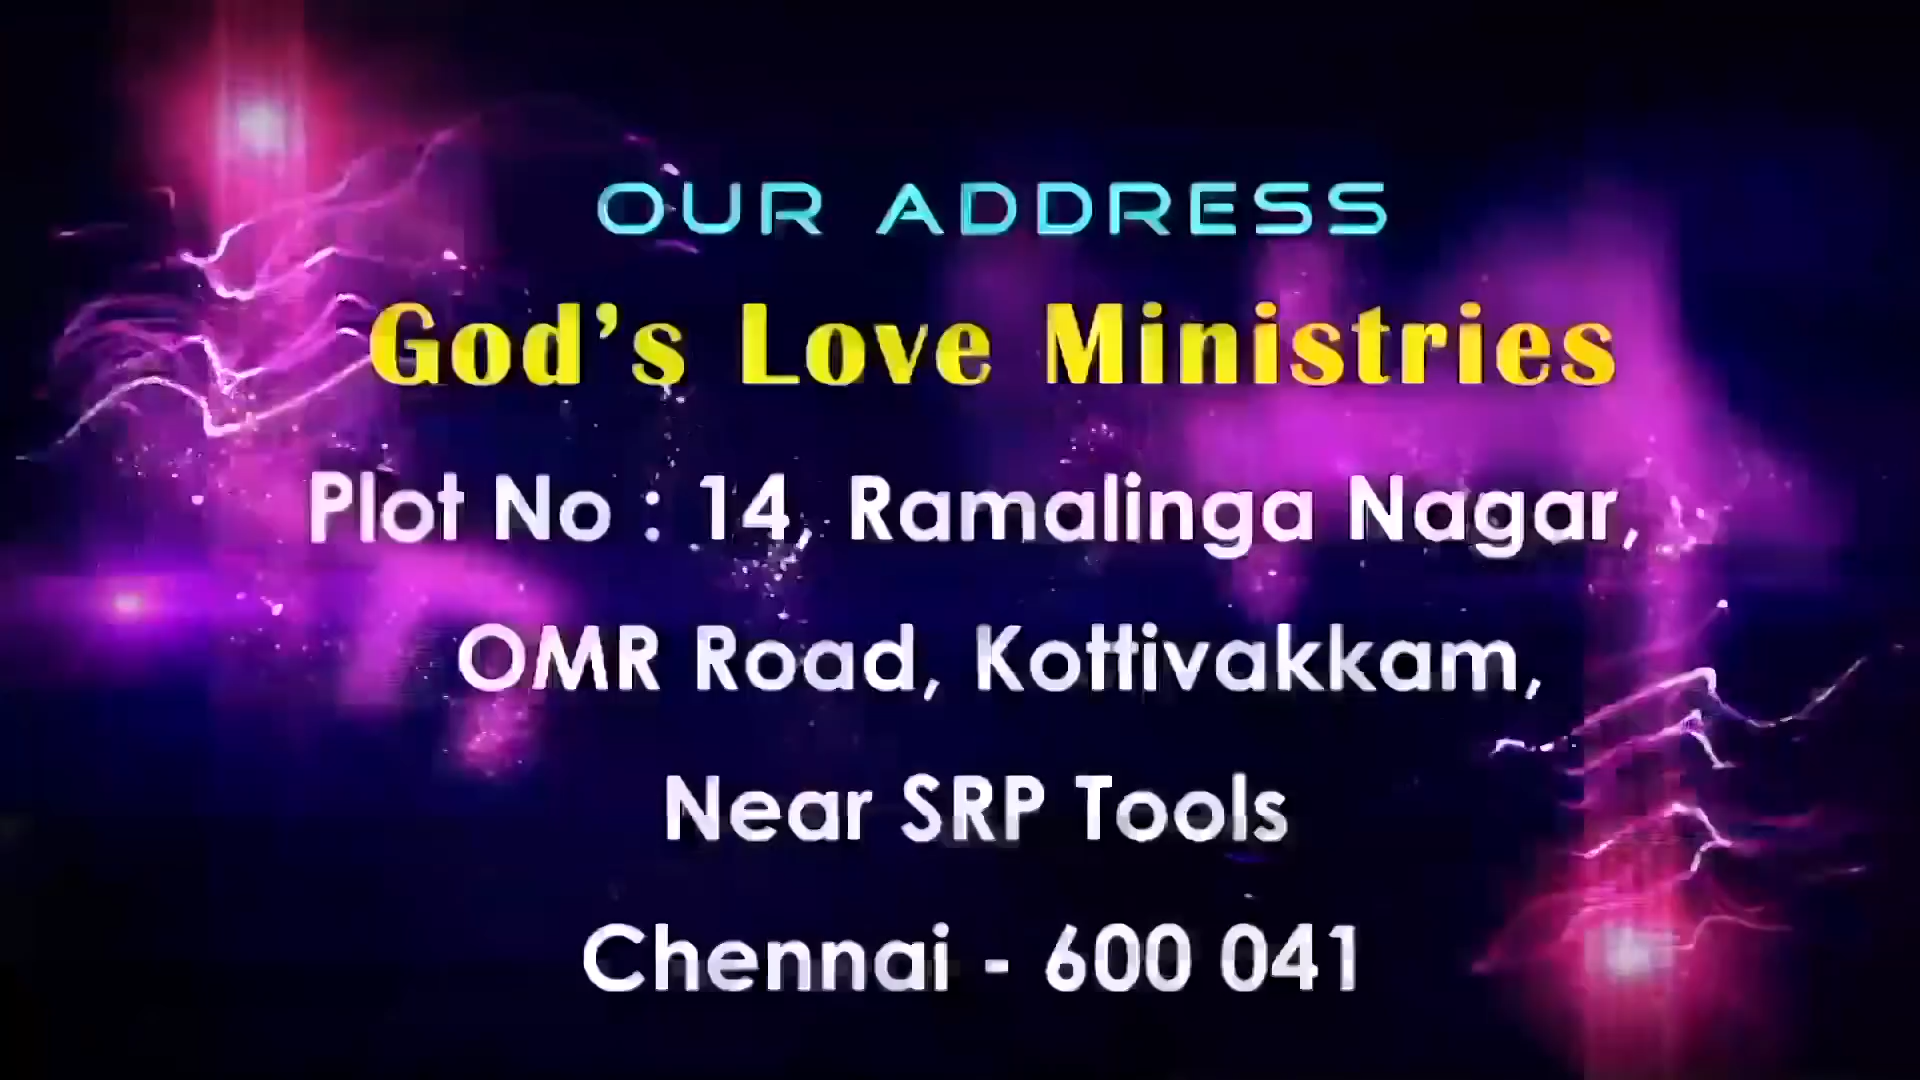 OUR ADDRESS
God's Love Ministries
Plot No : 14, Ramalinga Nagar,
OMR Road, Kottivakkam,
Near SRP Tools
Chennai - 600 041